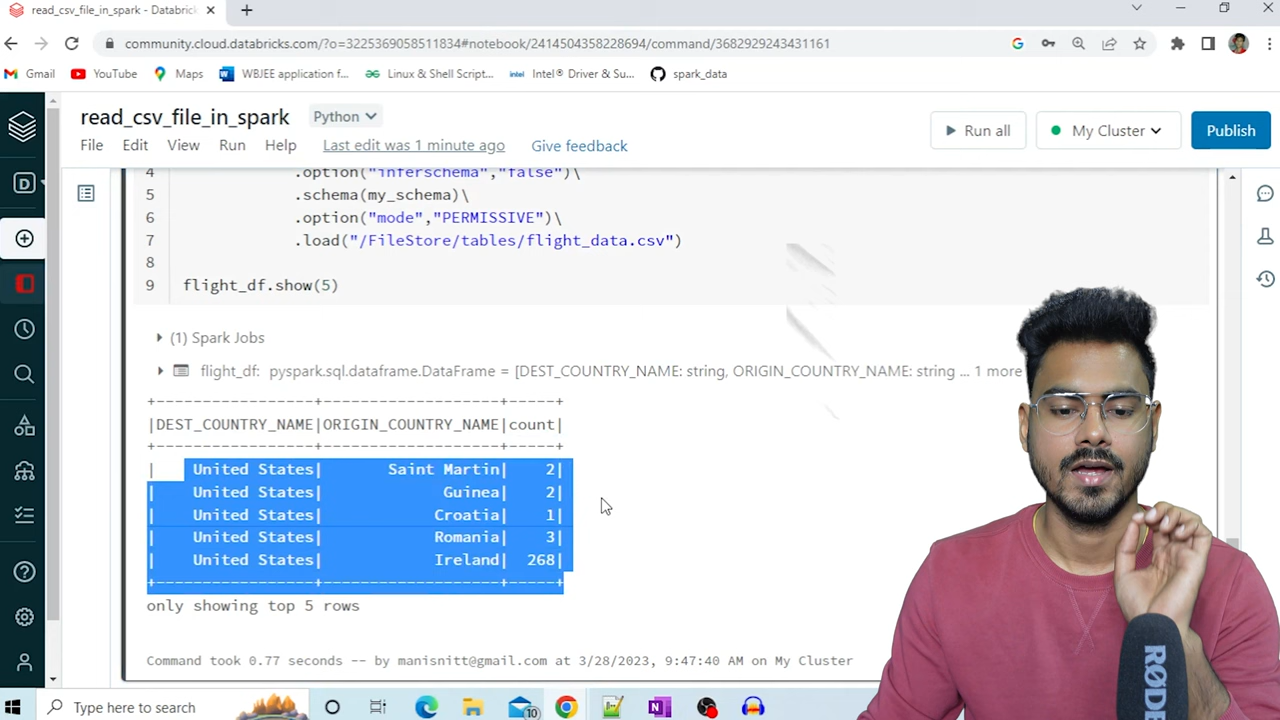 read_csv_file_in_spark - Databric
community.cloud.databricks.com/?o=3225369058511834#notebook/2414504358228694/command/3682929243431161
Gmail YouTube Maps WBJEE application f... Linux & Shell Script... Intel® Driver & Su... spark_data
read_csv_file_in_spark Python
Run all My Cluster Publish
File Edit View Run Help Last edit was 1 minute ago Give feedback
4 .option("inferschema","false")\
5 .schema(my_schema)\
6 .option("mode","PERMISSIVE")\
7 .load("/FileStore/tables/flight_data.csv")
8
9 flight_df.show(5)
(1) Spark Jobs
flight_df: pyspark.sql.dataframe.DataFrame = [DEST_COUNTRY_NAME: string, ORIGIN_COUNTRY_NAME: string ... 1 more
+-----------------+-------------------+-----+
|DEST_COUNTRY_NAME|ORIGIN_COUNTRY_NAME|count|
+-----------------+-------------------+-----+
|    United States|       Saint Martin|    2|
|    United States|             Guinea|    2|
|    United States|            Croatia|    1|
|    United States|            Romania|    3|
|    United States|            Ireland|  268|
+-----------------+-------------------+-----+
only showing top 5 rows
Command took 0.77 seconds -- by manisnitt@gmail.com at 3/28/2023, 9:47:40 AM on My Cluster
Type here to search
10
RØDE